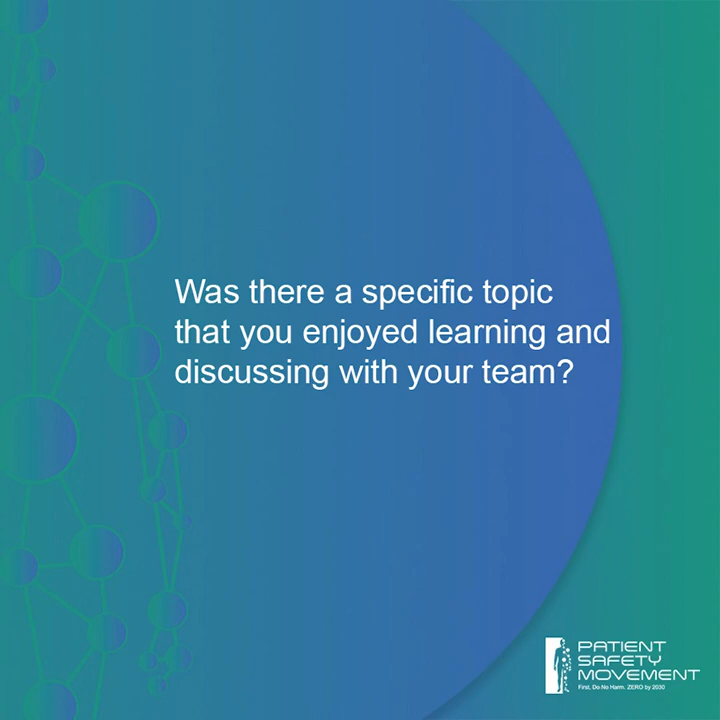 Was there a specific topic
that you enjoyed learning and
discussing with your team?
PATIENT
SAFETY
MOVEMENT
First, Do No Harm. ZERO by 2030